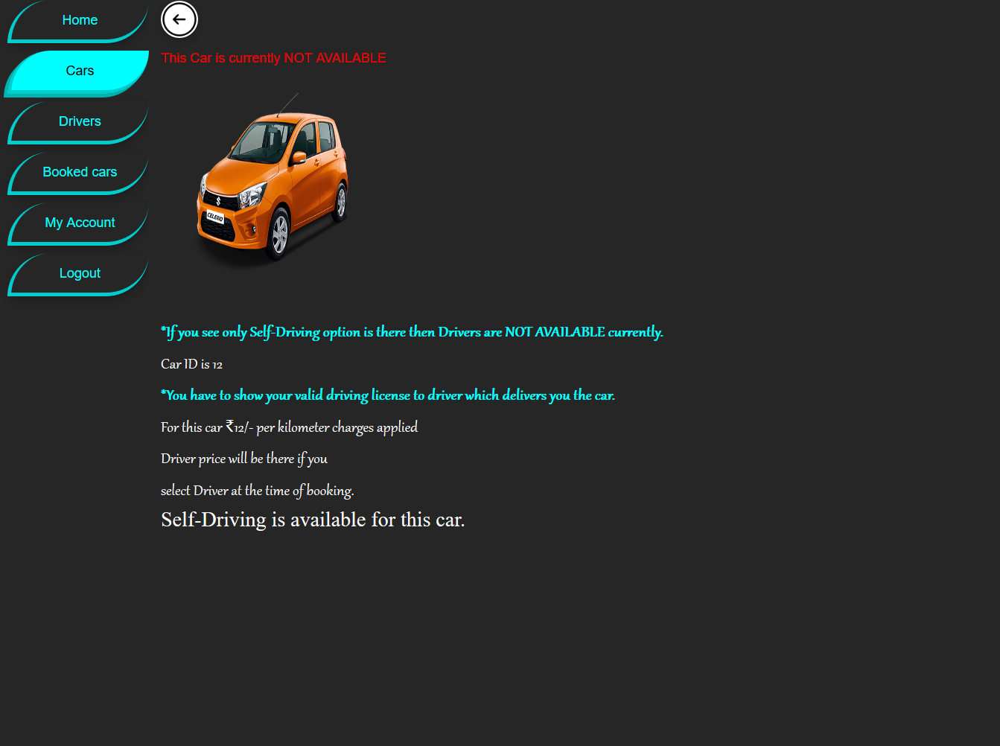 Home
Cars
Drivers
Booked cars
My Account
Logout
This Car is currently NOT AVAILABLE
CELERIO
*If you see only Self-Driving option is there then Drivers are NOT AVAILABLE currently.
Car ID is 12
*You have to show your valid driving license to driver which delivers you the car.
For this car ₹12/- per kilometer charges applied
Driver price will be there if you
select Driver at the time of booking.
Self-Driving is available for this car.